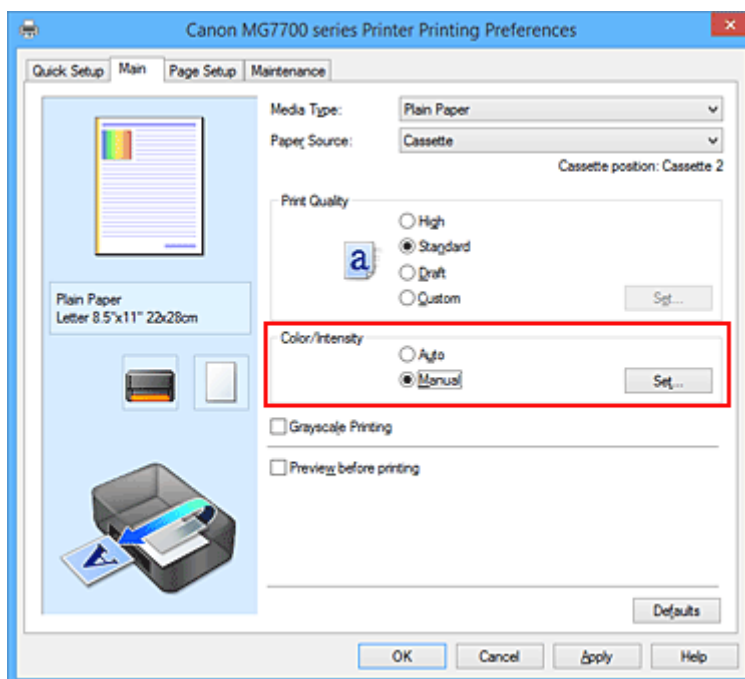 Canon MG7700 series Printer Printing Preferences
Quick Setup Main Page Setup Maintenance
Media Type: Plain Paper
Paper Source: Cassette
Cassette position: Cassette 2
Print Quality
High
a Standard
Draft
Custom Set...
Plain Paper
Letter 8.5"x11" 22x28cm
Color/Intensity
Auto
Manual Set...
Grayscale Printing
Preview before printing
A
Defaults
OK Cancel Apply Help